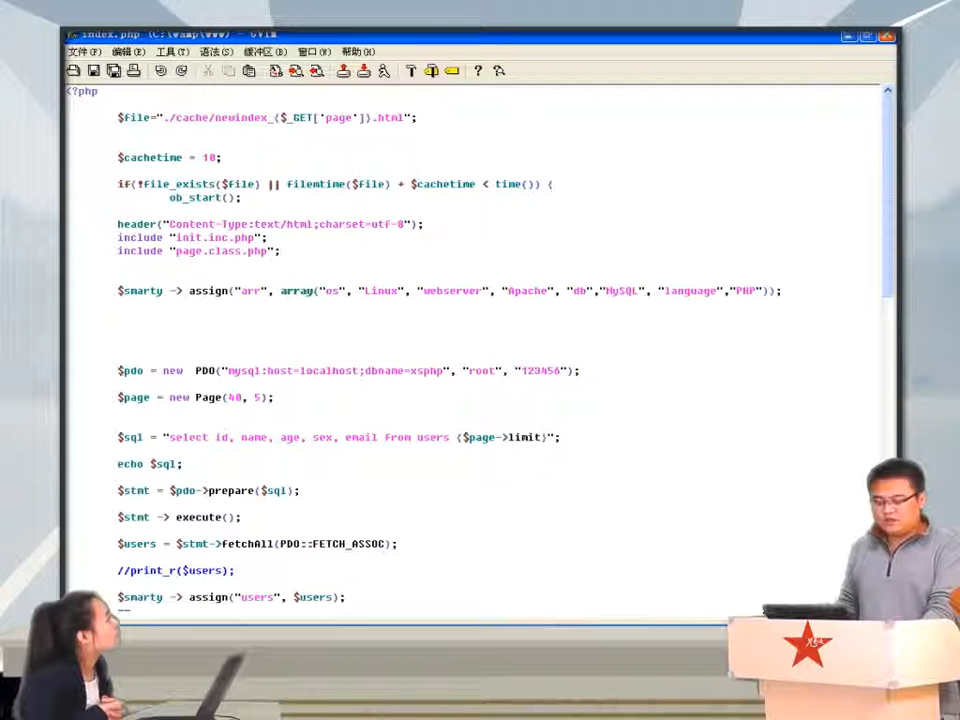 index.php (C:\wamp\www) - GVIM
文件(F) 编辑(E) 工具(T) 语法(S) 缓冲区(B) 窗口(W) 帮助(H)
<?php
$file="./cache/newindex_{$_GET['page']}.html";
$cachetime = 10;
if(!file_exists($file) || filemtime($file) + $cachetime < time()) {
ob_start();
header("Content-Type:text/html;charset=utf-8");
include "init.inc.php";
include "page.class.php";
$smarty -> assign("arr", array("os", "Linux", "webserver", "Apache", "db","MySQL", "language","PHP"));
$pdo = new  PDO("mysql:host=localhost;dbname=xsphp", "root", "123456");
$page = new Page(40, 5);
$sql = "select id, name, age, sex, email from users {$page->limit}";
echo $sql;
$stmt = $pdo->prepare($sql);
$stmt -> execute();
$users = $stmt->fetchAll(PDO::FETCH_ASSOC);
//print_r($users);
$smarty -> assign("users", $users);
--